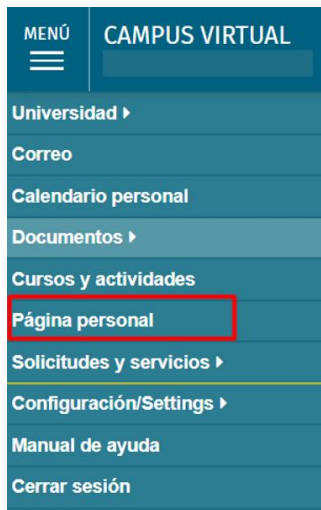 MENÚ
CAMPUS VIRTUAL
Universidad
Correo
Calendario personal
Documentos
Cursos y actividades
Página personal
Solicitudes y servicios
Configuración/Settings
Manual de ayuda
Cerrar sesión